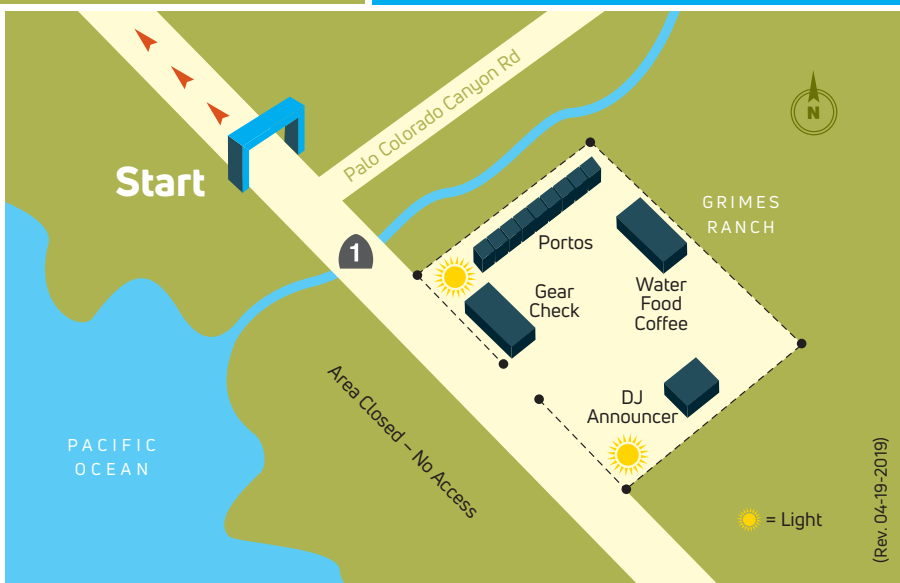 Palo Colorado Canyon Rd
N
Start
GRIMES
RANCH
1
Portos
Gear
Check
Water
Food
Coffee
Area Closed – No Access
DJ
Announcer
PACIFIC
OCEAN
= Light
(Rev. 04-19-2019)